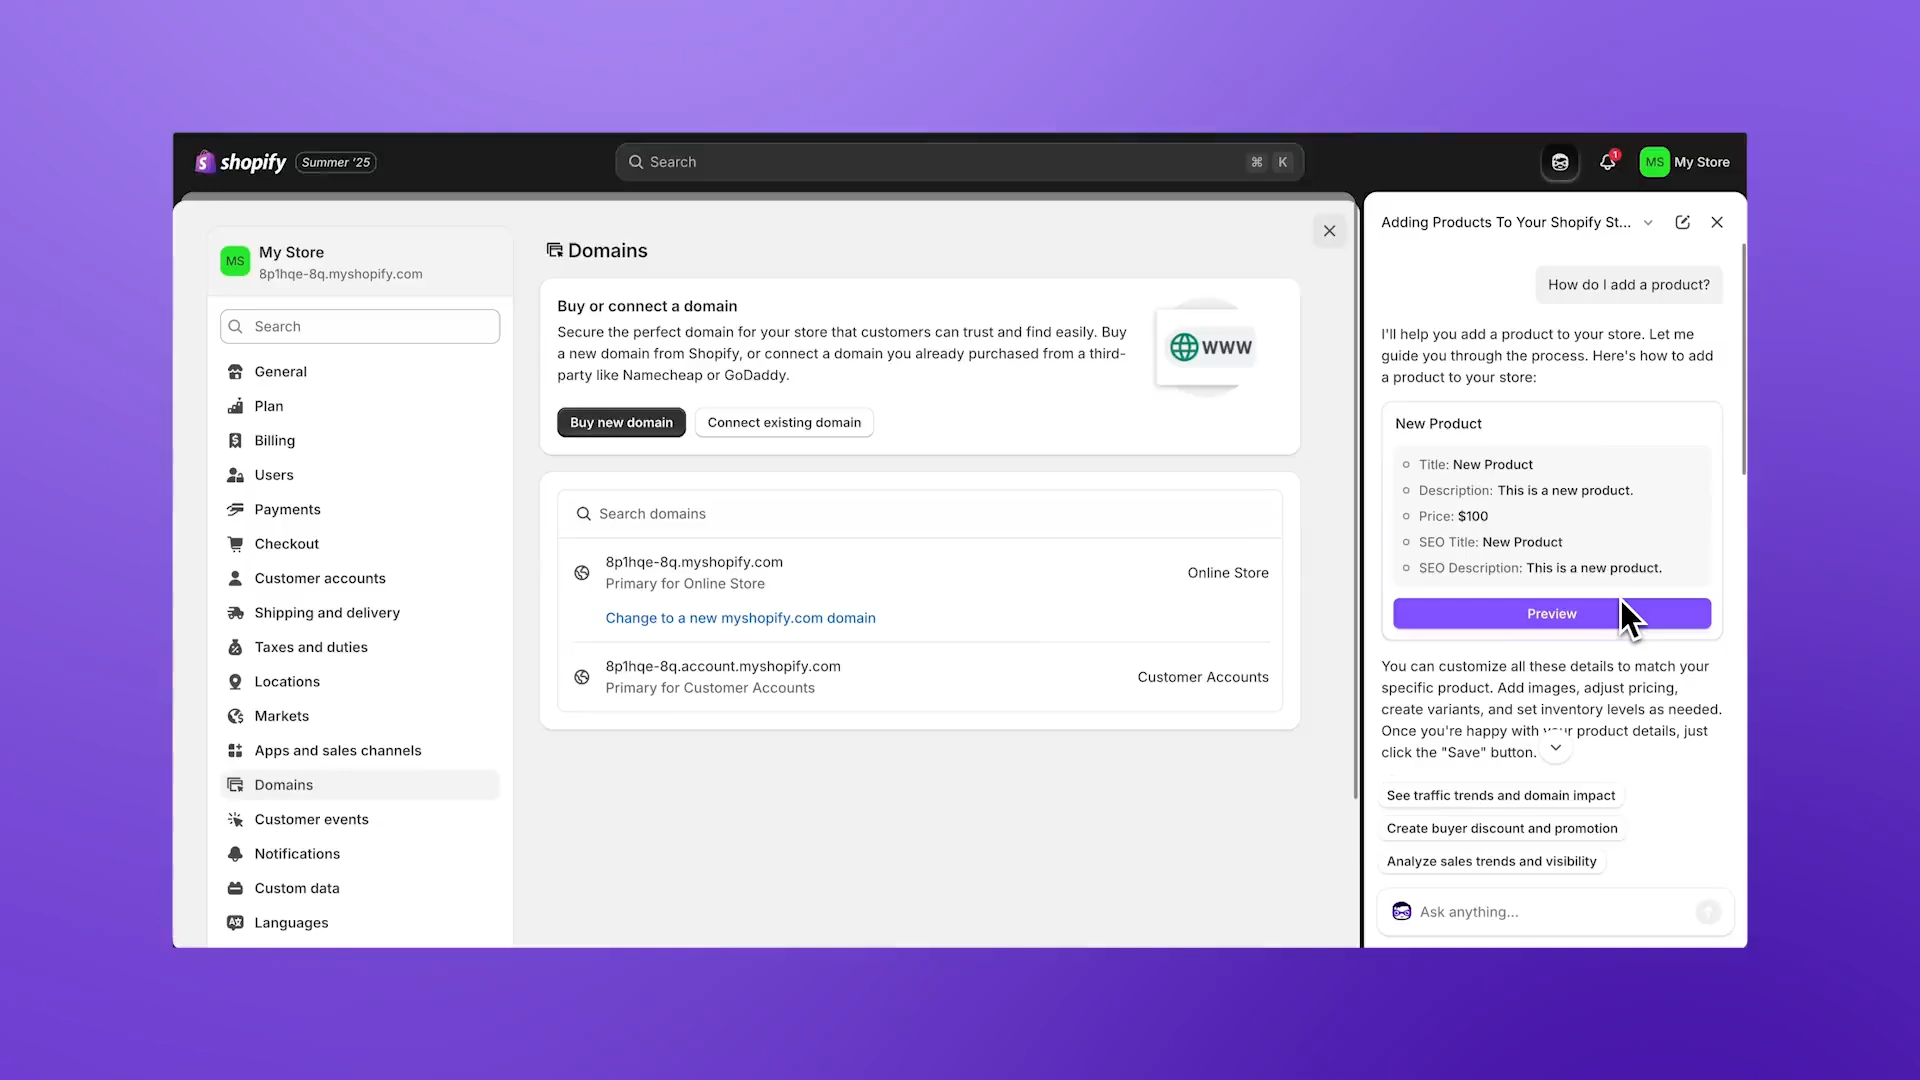 shopify Summer '25
Search ⌘ K
1
MS My Store
MS My Store
8p1hqe-8q.myshopify.com
Search
General
Plan
Billing
Users
Payments
Checkout
Customer accounts
Shipping and delivery
Taxes and duties
Locations
Markets
Apps and sales channels
Domains
Customer events
Notifications
Custom data
Languages
Domains
Buy or connect a domain
Secure the perfect domain for your store that customers can trust and find easily. Buy
a new domain from Shopify, or connect a domain you already purchased from a third-
party like Namecheap or GoDaddy.
Buy new domain Connect existing domain
www
Search domains
8p1hqe-8q.myshopify.com
Primary for Online Store
Online Store
Change to a new myshopify.com domain
8p1hqe-8q.account.myshopify.com
Primary for Customer Accounts
Customer Accounts
Adding Products To Your Shopify St...
How do I add a product?
I'll help you add a product to your store. Let me
guide you through the process. Here's how to add
a product to your store:
New Product
Title: New Product
Description: This is a new product.
Price: $100
SEO Title: New Product
SEO Description: This is a new product.
Preview
You can customize all these details to match your
specific product. Add images, adjust pricing,
create variants, and set inventory levels as needed.
Once you're happy with your product details, just
click the "Save" button.
See traffic trends and domain impact
Create buyer discount and promotion
Analyze sales trends and visibility
Ask anything...